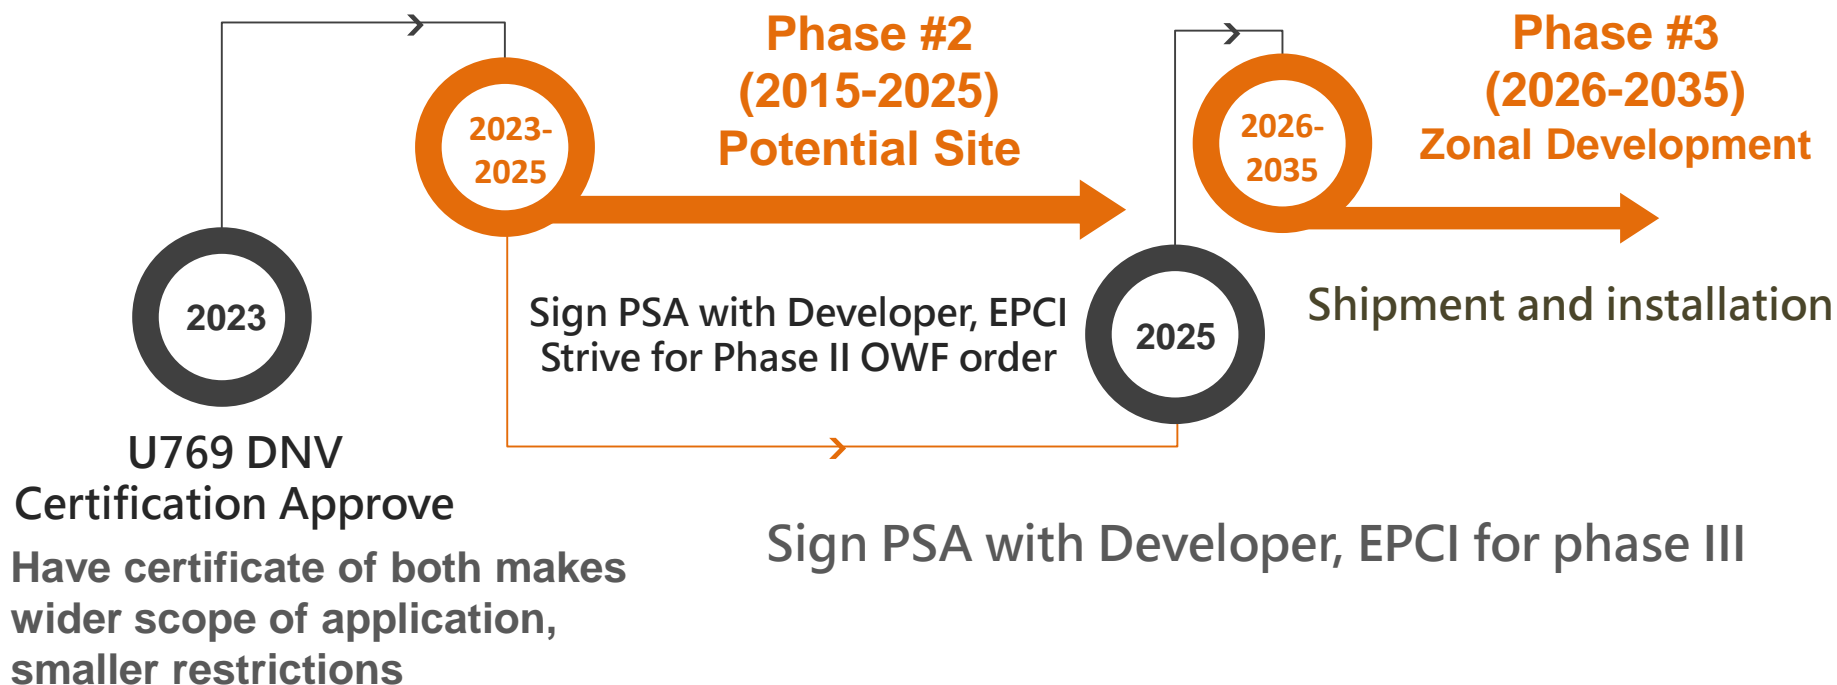 Phase #2
(2015-2025)
Potential Site
Phase #3
(2026-2035)
Zonal Development
2023-
2025
2026-
2035
2023
Sign PSA with Developer, EPCI
Strive for Phase II OWF order
2025
Shipment and installation
U769 DNV
Certification Approve
Have certificate of both makes
wider scope of application,
smaller restrictions
Sign PSA with Developer, EPCI for phase III